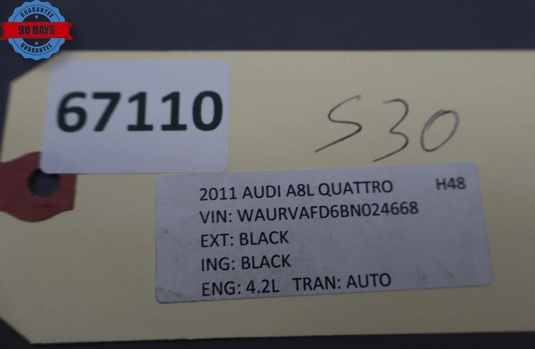 GUARANTEE
90 DAYS
GUARANTEE
67110
S30
2011 AUDI A8L QUATTRO H48
VIN: WAURVAFD6BN024668
EXT: BLACK
ING: BLACK
ENG: 4.2L TRAN: AUTO